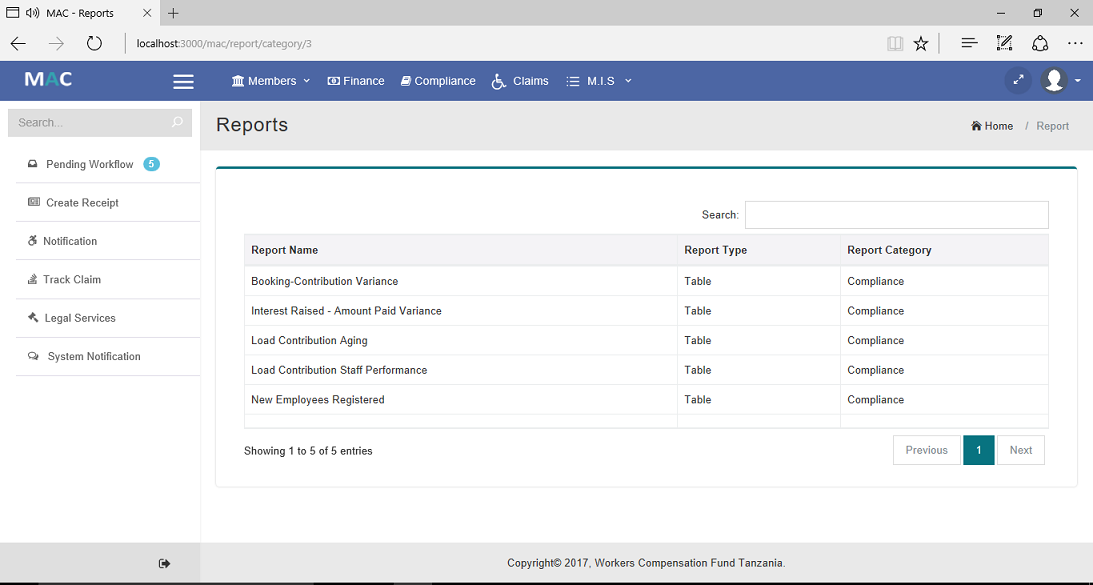 MAC - Reports
localhost:3000/mac/report/category/3
MAC
Members
Finance
Compliance
Claims
M.I.S
Search...
Reports
Home / Report
Pending Workflow 5
Create Receipt
Notification
Track Claim
Legal Services
System Notification
Search:
Report Name Report Type Report Category
Booking-Contribution Variance Table Compliance
Interest Raised - Amount Paid Variance Table Compliance
Load Contribution Aging Table Compliance
Load Contribution Staff Performance Table Compliance
New Employees Registered Table Compliance
Showing 1 to 5 of 5 entries
Previous 1 Next
Copyright© 2017, Workers Compensation Fund Tanzania.